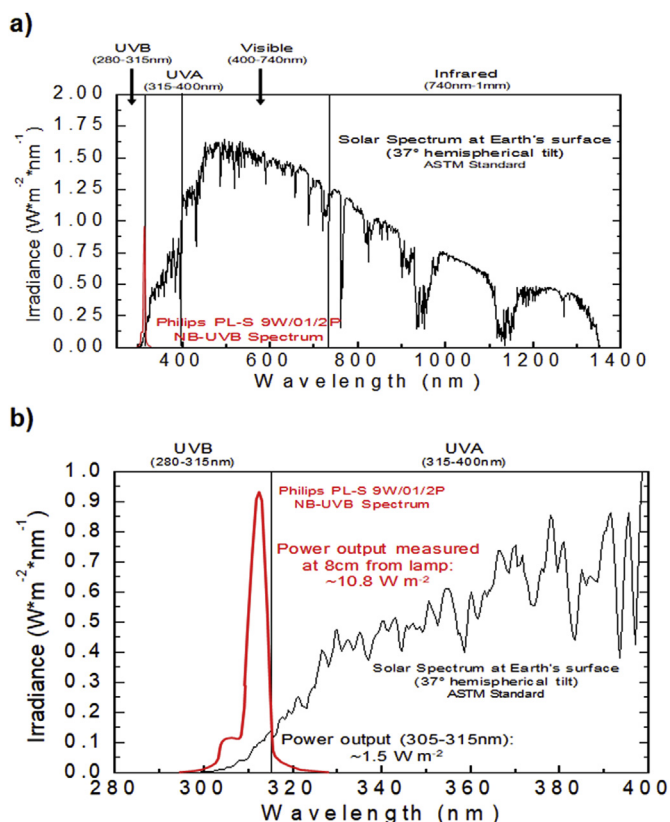 a)
UVB
(280-315nm)
UVA
(315-400nm)
Visible
(400-740nm)
Infrared
(740nm-1mm)
2.00
1.75
1.50
1.25
1.00
0.75
0.50
0.25
0.00
Irradiance (W*m-2*nm-1)
Solar Spectrum at Earth's surface
(37° hemispherical tilt)
ASTM Standard
Philips PL-S 9W/01/2P
NB-UVB Spectrum
400 600 800 1000 1200 1400
Wavelength (nm)
b)
UVB
(280-315nm)
UVA
(315-400nm)
1.0
0.9
0.8
0.7
0.6
0.5
0.4
0.3
0.2
0.1
0.0
Irradiance (W*m-2*nm-1)
Philips PL-S 9W/01/2P
NB-UVB Spectrum
Power output measured
at 8cm from lamp:
~10.8 W m-2
Solar Spectrum at Earth's surface
(37° hemispherical tilt)
ASTM Standard
Power output (305-315nm):
~1.5 W m-2
280 300 320 340 360 380 400
Wavelength (nm)